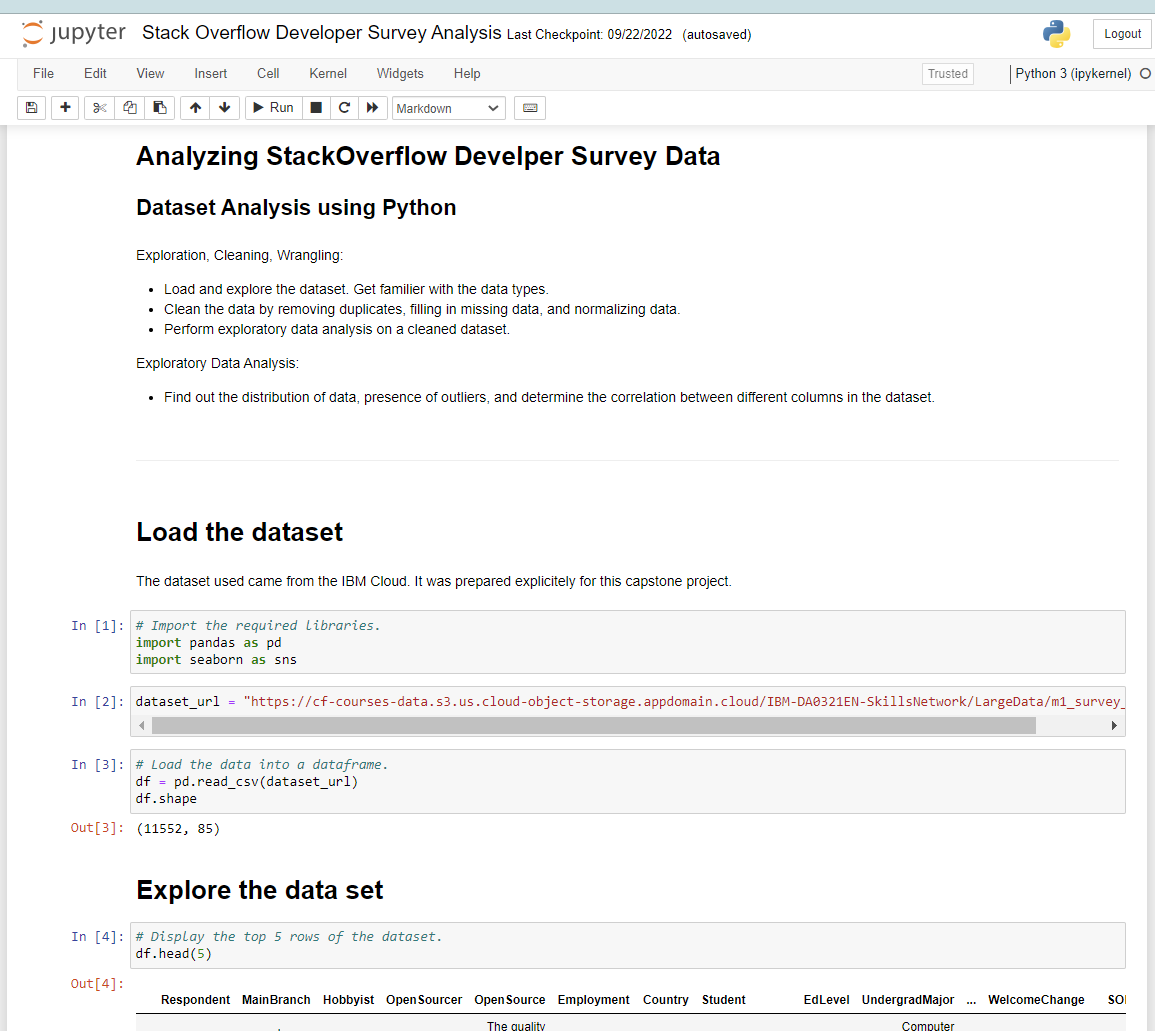 jupyter Stack Overflow Developer Survey Analysis Last Checkpoint: 09/22/2022 (autosaved) Logout
File Edit View Insert Cell Kernel Widgets Help Trusted Python 3 (ipykernel)
Run Markdown
Analyzing StackOverflow Develper Survey Data
Dataset Analysis using Python
Exploration, Cleaning, Wrangling:
Load and explore the dataset. Get familier with the data types.
Clean the data by removing duplicates, filling in missing data, and normalizing data.
Perform exploratory data analysis on a cleaned dataset.
Exploratory Data Analysis:
Find out the distribution of data, presence of outliers, and determine the correlation between different columns in the dataset.
Load the dataset
The dataset used came from the IBM Cloud. It was prepared explicitely for this capstone project.
In [1]: # Import the required libraries.
import pandas as pd
import seaborn as sns
In [2]: dataset_url = "https://cf-courses-data.s3.us.cloud-object-storage.appdomain.cloud/IBM-DA0321EN-SkillsNetwork/LargeData/m1_survey_
In [3]: # Load the data into a dataframe.
df = pd.read_csv(dataset_url)
df.shape
Out[3]: (11552, 85)
Explore the data set
In [4]: # Display the top 5 rows of the dataset.
df.head(5)
Out[4]:
Respondent MainBranch Hobbyist OpenSourcer OpenSource Employment Country Student EdLevel UndergradMajor ... WelcomeChange
The quality Computer